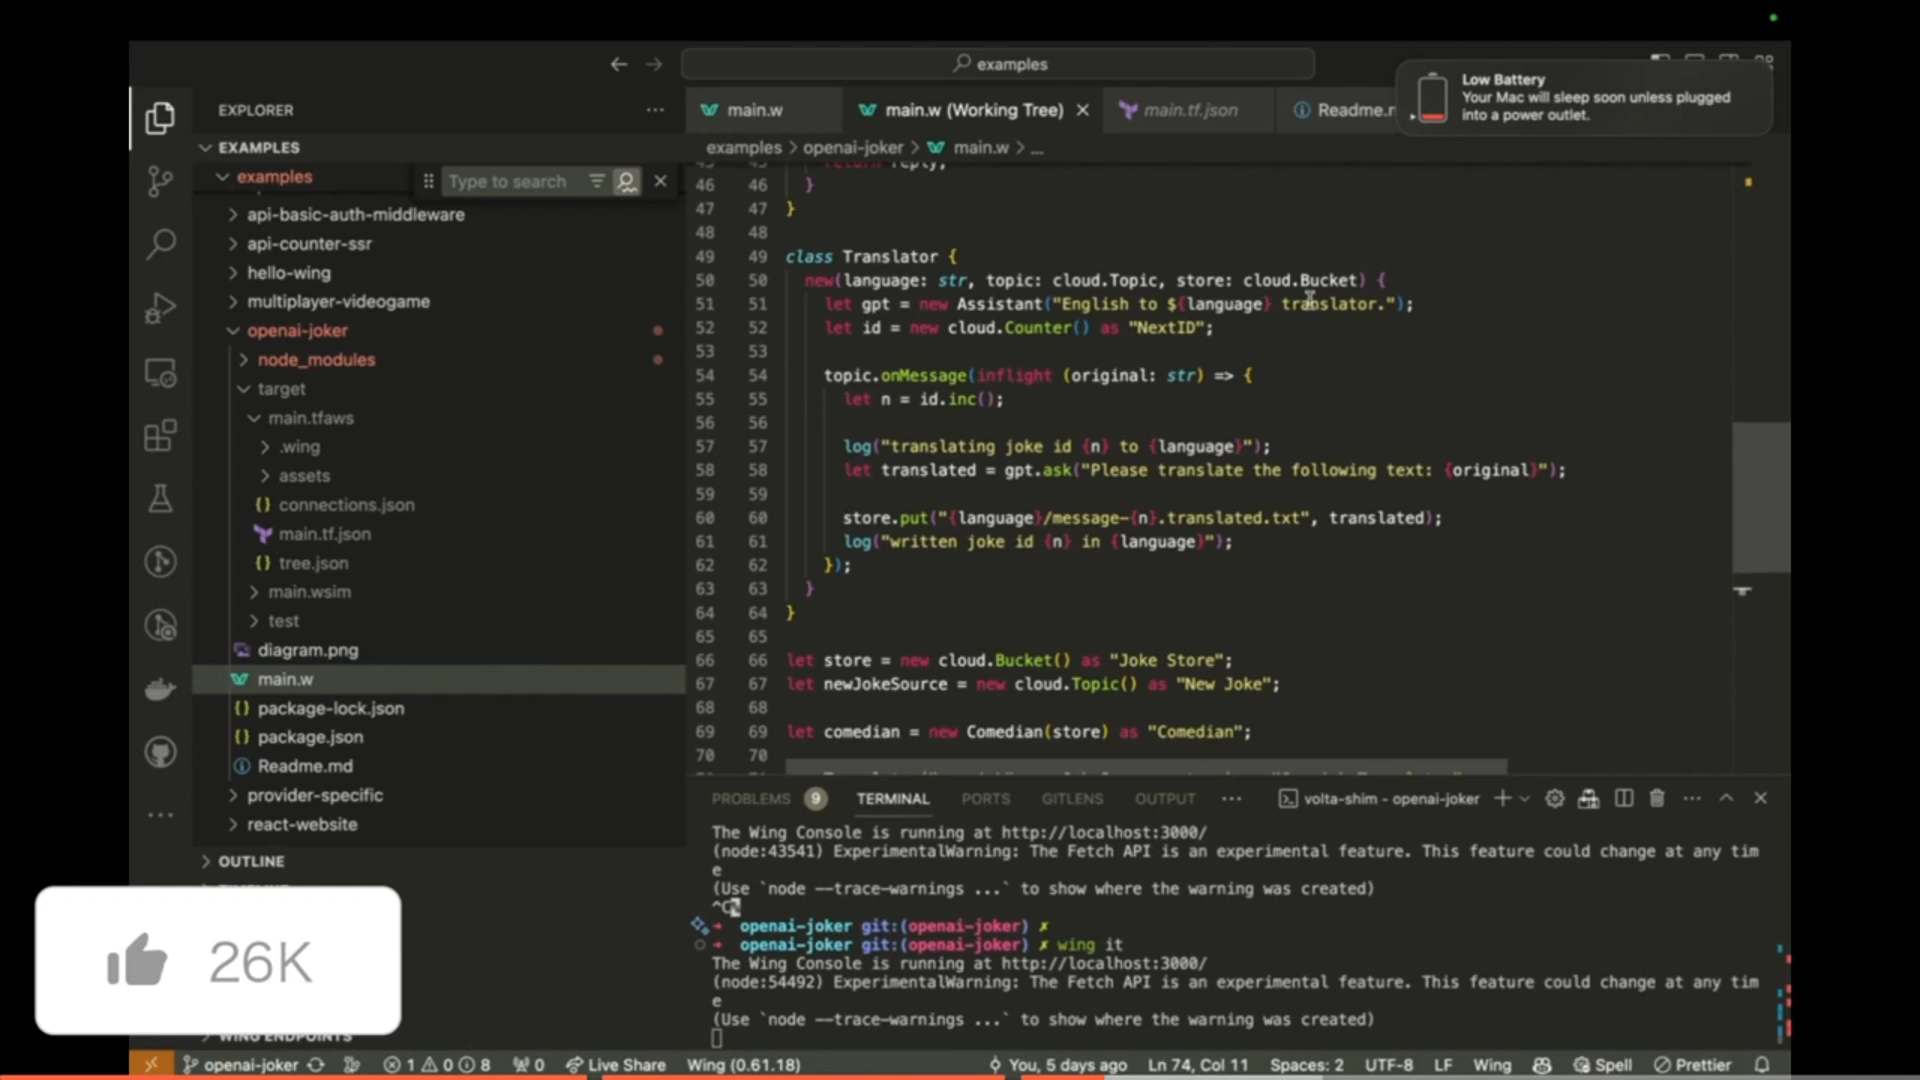 examples
Low Battery
Your Mac will sleep soon unless plugged
into a power outlet.
EXPLORER
main.w
main.w (Working Tree)
main.tf.json
EXAMPLES
examples > openai-joker > main.w > ...
examples
Type to search
api-basic-auth-middleware
api-counter-ssr
hello-wing
multiplayer-videogame
openai-joker
node_modules
target
main.tfaws
.wing
assets
connections.json
main.tf.json
tree.json
main.wsim
test
diagram.png
main.w
package-lock.json
package.json
Readme.md
provider-specific
react-website
OUTLINE
WING ENDPOINTS
46 46 }
47 47 }
48 48
49 49 class Translator {
50 50 new(language: str, topic: cloud.Topic, store: cloud.Bucket) {
51 51 let gpt = new Assistant("English to ${language} translator.");
52 52 let id = new cloud.Counter() as "NextID";
53 53
54 54 topic.onMessage(inflight (original: str) => {
55 55 let n = id.inc();
56 56
57 57 log("translating joke id {n} to {language}");
58 58 let translated = gpt.ask("Please translate the following text: {original}");
59 59
60 60 store.put("{language}/message-{n}.translated.txt", translated);
61 61 log("written joke id {n} in {language}");
62 62 });
63 63 }
64 64 }
65 65
66 66 let store = new cloud.Bucket() as "Joke Store";
67 67 let newJokeSource = new cloud.Topic() as "New Joke";
68 68
69 69 let comedian = new Comedian(store) as "Comedian";
70 70
PROBLEMS 9 TERMINAL PORTS GITLENS OUTPUT ... volta-shim - openai-joker
The Wing Console is running at http://localhost:3000/
(node:43541) ExperimentalWarning: The Fetch API is an experimental feature. This feature could change at any tim
e
(Use `node --trace-warnings ...` to show where the warning was created)
^C
openai-joker git:(openai-joker) ✗
openai-joker git:(openai-joker) ✗ wing it
The Wing Console is running at http://localhost:3000/
(node:54492) ExperimentalWarning: The Fetch API is an experimental feature. This feature could change at any tim
e
(Use `node --trace-warnings ...` to show where the warning was created)
26K
openai-joker 1 0 8 0 Live Share Wing (0.61.18) You, 5 days ago Ln 74, Col 11 Spaces: 2 UTF-8 LF Wing Spell Prettier